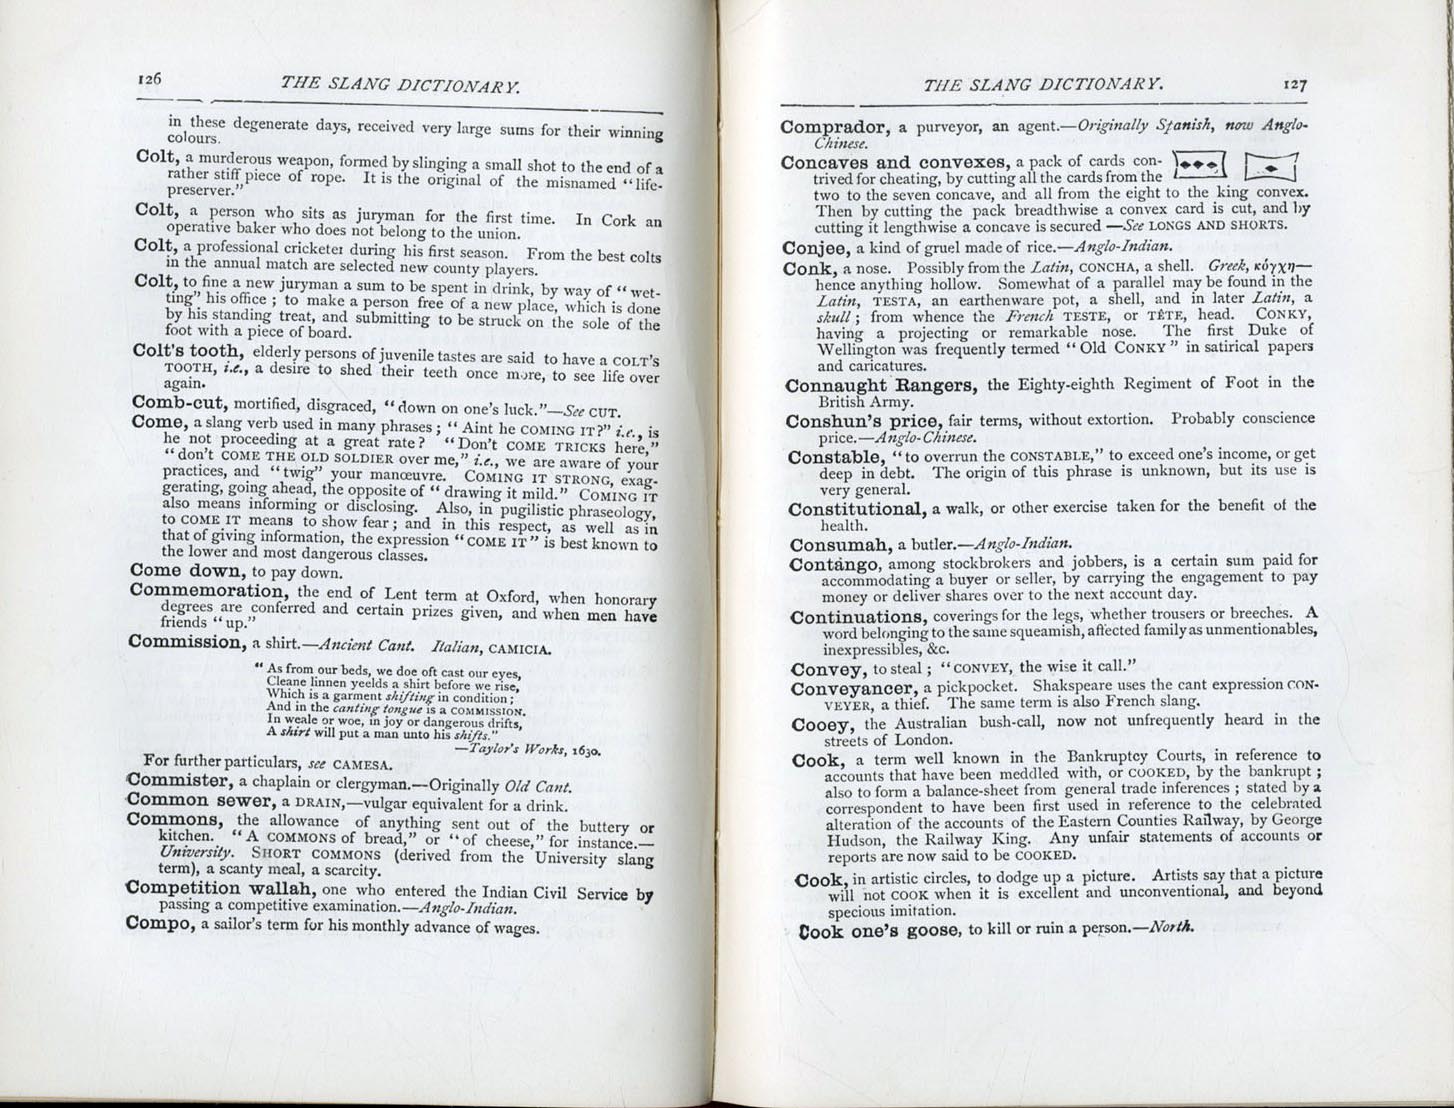 126
THE SLANG DICTIONARY.
in these degenerate days, received very large sums for their winning
colours.
Colt, a murderous weapon, formed by slinging a small shot to the end of a
rather stiff piece of rope. It is the original of the misnamed "life-
preserver."
Colt, a person who sits as juryman for the first time. In Cork an
operative baker who does not belong to the union.
Colt, a professional cricketer during his first season. From the best colts
in the annual match are selected new county players.
Colt, to fine a new juryman a sum to be spent in drink, by way of "wet-
ting" his office; to make a person free of a new place, which is done
by his standing treat, and submitting to be struck on the sole of the
foot with a piece of board.
Colt's tooth, elderly persons of juvenile tastes are said to have a COLT'S
TOOTH, i.e., a desire to shed their teeth once more, to see life over
again.
Comb-cut, mortified, disgraced, "down on one's luck."—See CUT.
Come, a slang verb used in many phrases; "Aint he COMING IT?" i.e., is
he not proceeding at a great rate? "Don't COME TRICKS here,"
"don't COME THE OLD SOLDIER over me," i.e., we are aware of your
practices, and "twig" your manœuvre. COMING IT STRONG, exag-
gerating, going ahead, the opposite of "drawing it mild." COMING IT
also means informing or disclosing. Also, in pugilistic phraseology,
to COME IT means to show fear; and in this respect, as well as in
that of giving information, the expression "COME IT" is best known to
the lower and most dangerous classes.
Come down, to pay down.
Commemoration, the end of Lent term at Oxford, when honorary
degrees are conferred and certain prizes given, and when men have
friends "up."
Commission, a shirt.—Ancient Cant. Italian, CAMICIA.
"As from our beds, we doe oft cast our eyes,
Cleane linnen yeelds a shirt before we rise,
Which is a garment shifting in condition;
And in the canting tongue is a COMMISSION.
In weale or woe, in joy or dangerous drifts,
A shirt will put a man unto his shifts."
—Taylor's Works, 1630.
For further particulars, see CAMESA.
Commister, a chaplain or clergyman.—Originally Old Cant.
Common sewer, a DRAIN,—vulgar equivalent for a drink.
Commons, the allowance of anything sent out of the buttery or
kitchen. "A COMMONS of bread," or "of cheese," for instance.—
University. SHORT COMMONS (derived from the University slang
term), a scanty meal, a scarcity.
Competition wallah, one who entered the Indian Civil Service by
passing a competitive examination.—Anglo-Indian.
Compo, a sailor's term for his monthly advance of wages.
THE SLANG DICTIONARY.
127
Comprador, a purveyor, an agent.—Originally Spanish, now Anglo-
Chinese.
Concaves and convexes, a pack of cards con-
trived for cheating, by cutting all the cards from the
two to the seven concave, and all from the eight to the king convex.
Then by cutting the pack breadthwise a convex card is cut, and by
cutting it lengthwise a concave is secured—See LONGS AND SHORTS.
Conjee, a kind of gruel made of rice.—Anglo-Indian.
Conk, a nose. Possibly from the Latin, CONCHA, a shell. Greek, κόγχη—
hence anything hollow. Somewhat of a parallel may be found in the
Latin, TESTA, an earthenware pot, a shell, and in later Latin, a
skull; from whence the French TESTE, or TÊTE, head. CONKY,
having a projecting or remarkable nose. The first Duke of
Wellington was frequently termed "Old CONKY" in satirical papers
and caricatures.
Connaught Rangers, the Eighty-eighth Regiment of Foot in the
British Army.
Conshun's price, fair terms, without extortion. Probably conscience
price.—Anglo-Chinese.
Constable, "to overrun the CONSTABLE," to exceed one's income, or get
deep in debt. The origin of this phrase is unknown, but its use is
very general.
Constitutional, a walk, or other exercise taken for the benefit of the
health.
Consumah, a butler.—Anglo-Indian.
Contango, among stockbrokers and jobbers, is a certain sum paid for
accommodating a buyer or seller, by carrying the engagement to pay
money or deliver shares over to the next account day.
Continuations, coverings for the legs, whether trousers or breeches. A
word belonging to the same squeamish, affected family as unmentionables,
inexpressibles, &c.
Convey, to steal; "CONVEY, the wise it call."
Conveyancer, a pickpocket. Shakspeare uses the cant expression CON-
VEYER, a thief. The same term is also French slang.
Cooey, the Australian bush-call, now not unfrequently heard in the
streets of London.
Cook, a term well known in the Bankruptcy Courts, in reference to
accounts that have been meddled with, or COOKED, by the bankrupt;
also to form a balance-sheet from general trade inferences; stated by a
correspondent to have been first used in reference to the celebrated
alteration of the accounts of the Eastern Counties Railway, by George
Hudson, the Railway King. Any unfair statements of accounts or
reports are now said to be COOKED.
Cook, in artistic circles, to dodge up a picture. Artists say that a picture
will not COOK when it is excellent and unconventional, and beyond
specious imitation.
Cook one's goose, to kill or ruin a person.—North.